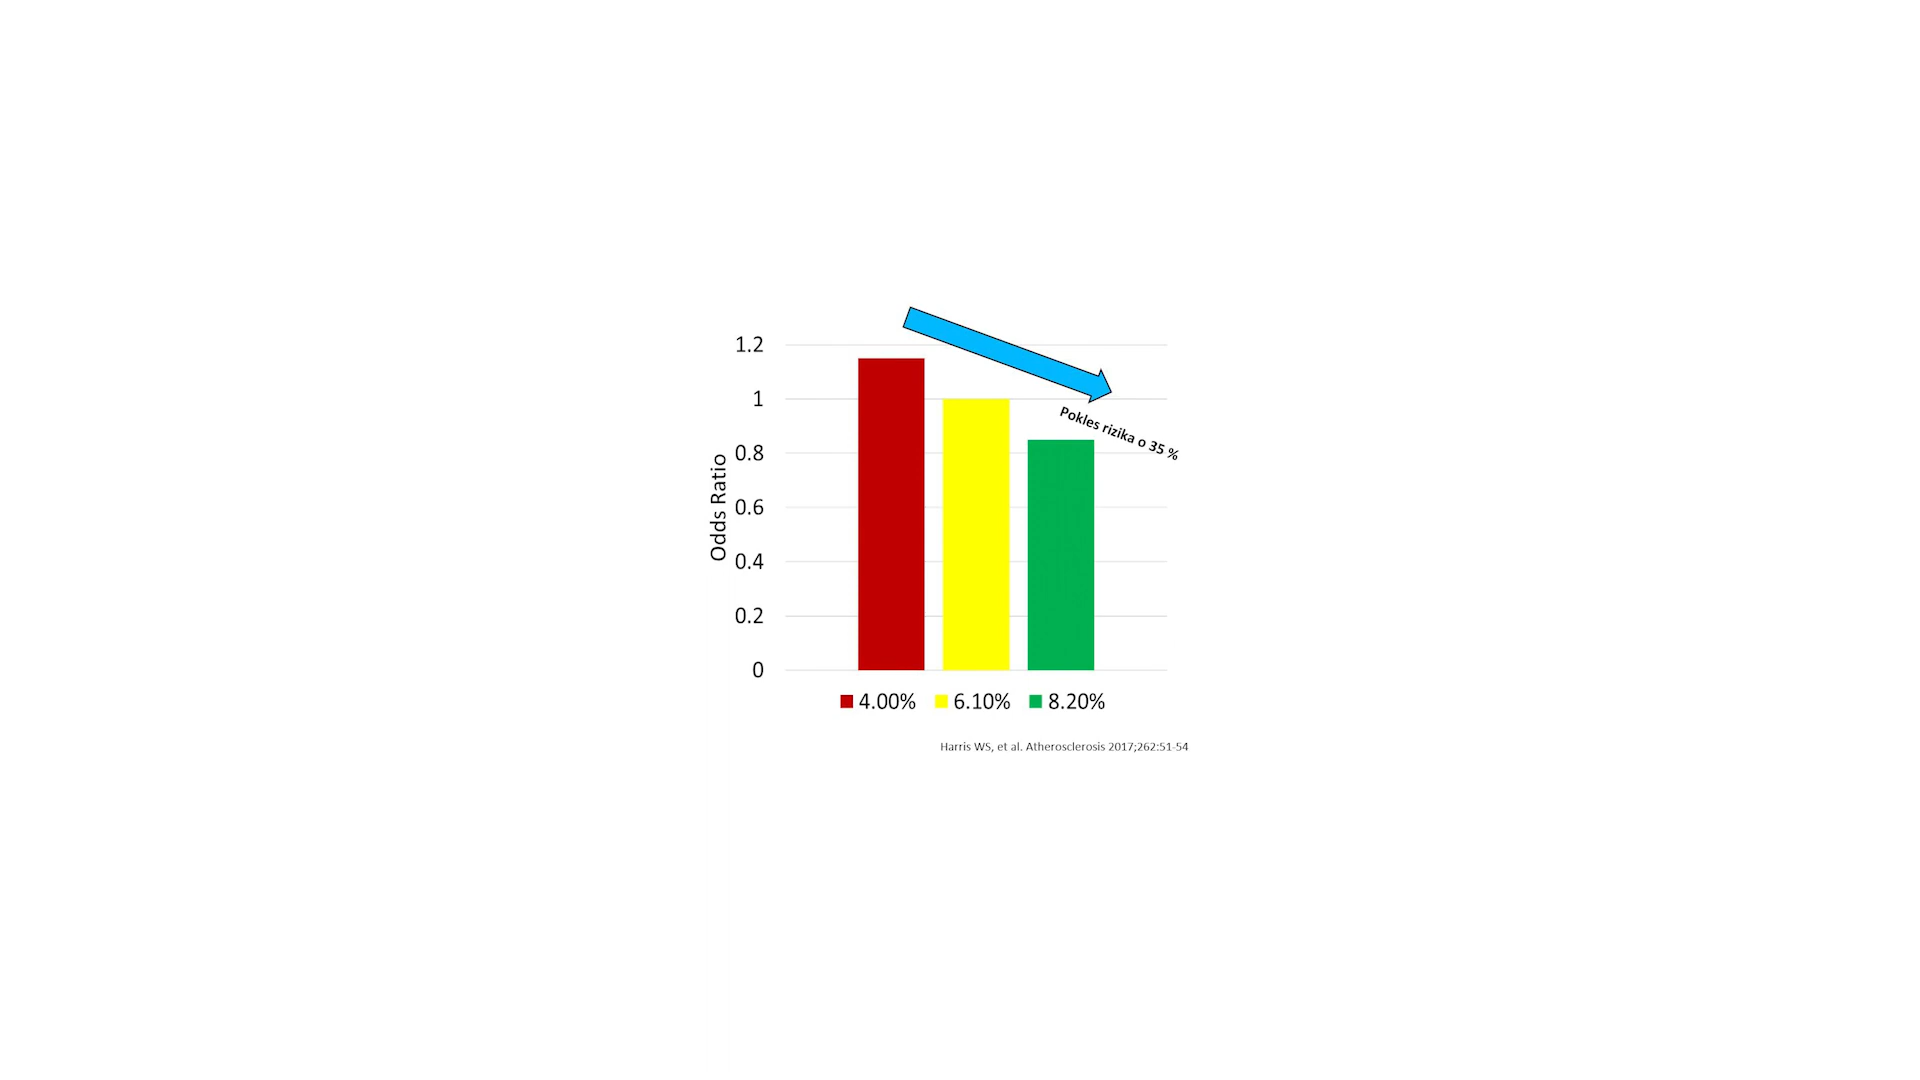 1.2
1
0.8
0.6
0.4
0.2
0
Odds Ratio
Pokles rizika o 35 %
4.00% 6.10% 8.20%
Harris WS, et al. Atherosclerosis 2017;262:51-54